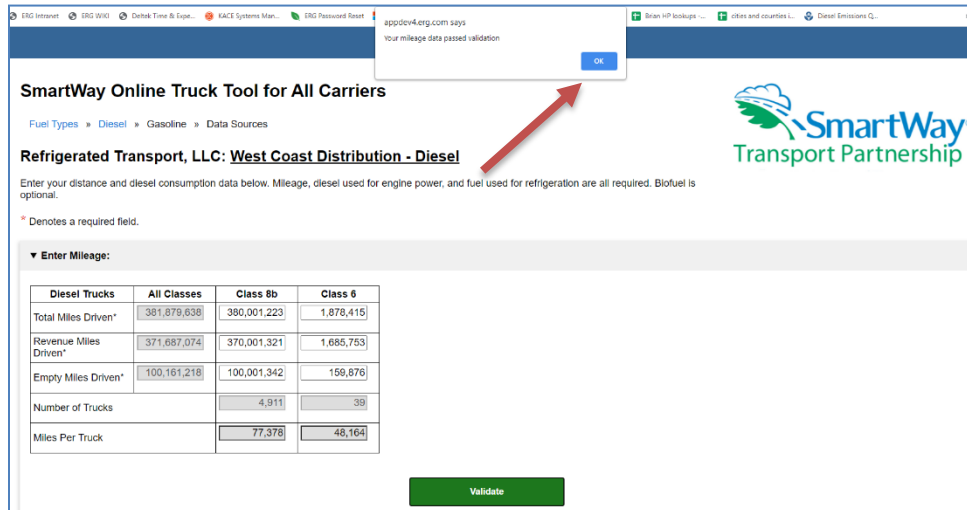 ERG Intranet ERG WIKI Deltek Time & Expe... KACE Systems Man... ERG Password Reset Brian HP lookups -... cities and counties i... Diesel Emissions Q...
appdev4.erg.com says
Your mileage data passed validation
OK
SmartWay Online Truck Tool for All Carriers
Fuel Types » Diesel » Gasoline » Data Sources
SmartWay
Transport Partnership
Refrigerated Transport, LLC: West Coast Distribution - Diesel
Enter your distance and diesel consumption data below. Mileage, diesel used for engine power, and fuel used for refrigeration are all required. Biofuel is
optional.
* Denotes a required field.
▼ Enter Mileage:
Diesel Trucks All Classes Class 8b Class 6
Total Miles Driven* 381,879,638 380,001,223 1,878,415
Revenue Miles
Driven* 371,687,074 370,001,321 1,685,753
Empty Miles Driven* 100,161,218 100,001,342 159,876
Number of Trucks 4,911 39
Miles Per Truck 77,378 48,164
Validate